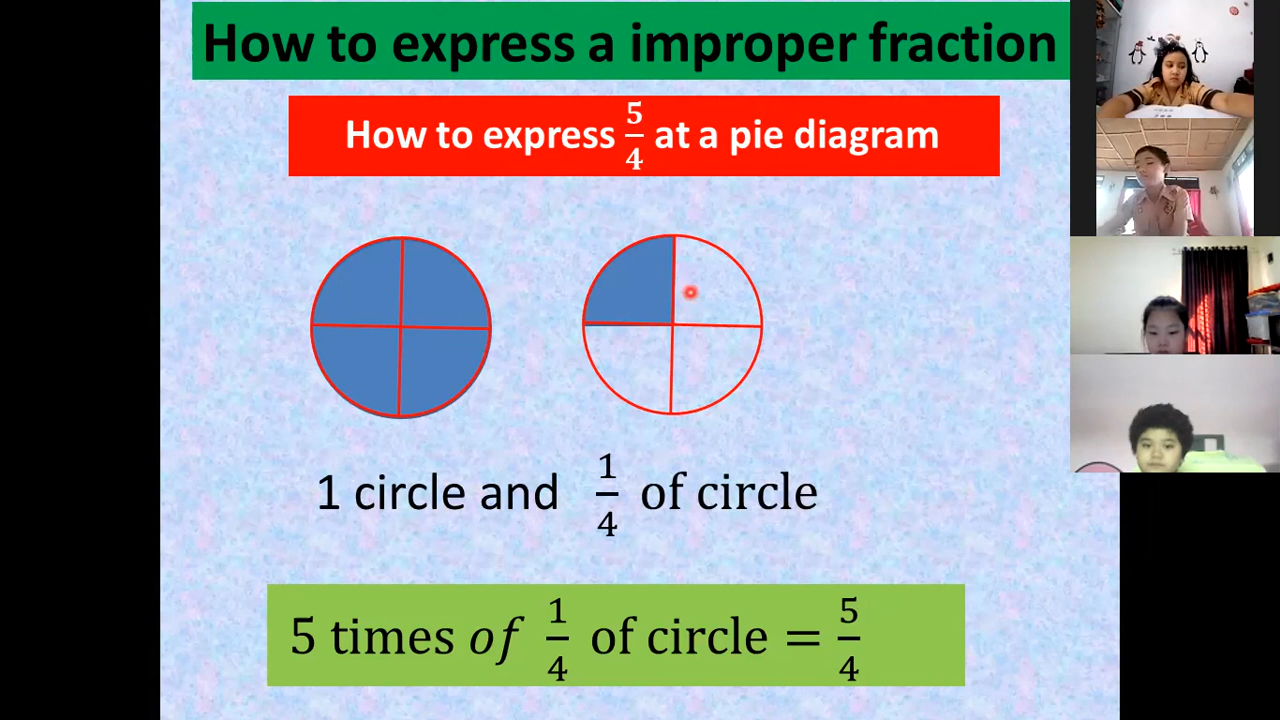 How to express a improper fraction
How to express 5/4 at a pie diagram
1 circle and 1/4 of circle
5 times of 1/4 of circle = 5/4